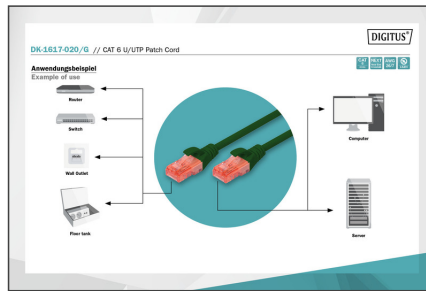 DIGITUS®
DK-1617-020/G // CAT 6 U/UTP Patch Cord
Anwendungsbeispiel
Example of use
Router
Switch
Wall Outlet
Floor tank
Computer
Server